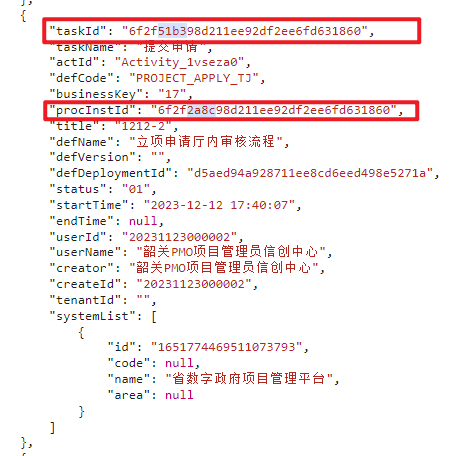 },
{
"taskId": "6f2f51b398d211ee92df2ee6fd631860",
"taskName": "提交申请",
"actId": "Activity_1vseza0",
"defCode": "PROJECT_APPLY_TJ",
"businessKey": "17",
"procInstId": "6f2f2a8c98d211ee92df2ee6fd631860",
"title": "1212-2",
"defName": "立项申请厅内审核流程",
"defVersion": "",
"defDeploymentId": "d5aed94a928711ee8cd6eed498e5271a",
"status": "01",
"startTime": "2023-12-12 17:40:07",
"endTime": null,
"userId": "20231123000002",
"userName": "韶关PMO项目管理员信创中心",
"creator": "韶关PMO项目管理员信创中心",
"createId": "20231123000002",
"tenantId": "",
"systemList": [
{
"id": "1651774469511073793",
"code": null,
"name": "省数字政府项目管理平台",
"area": null
}
]
},